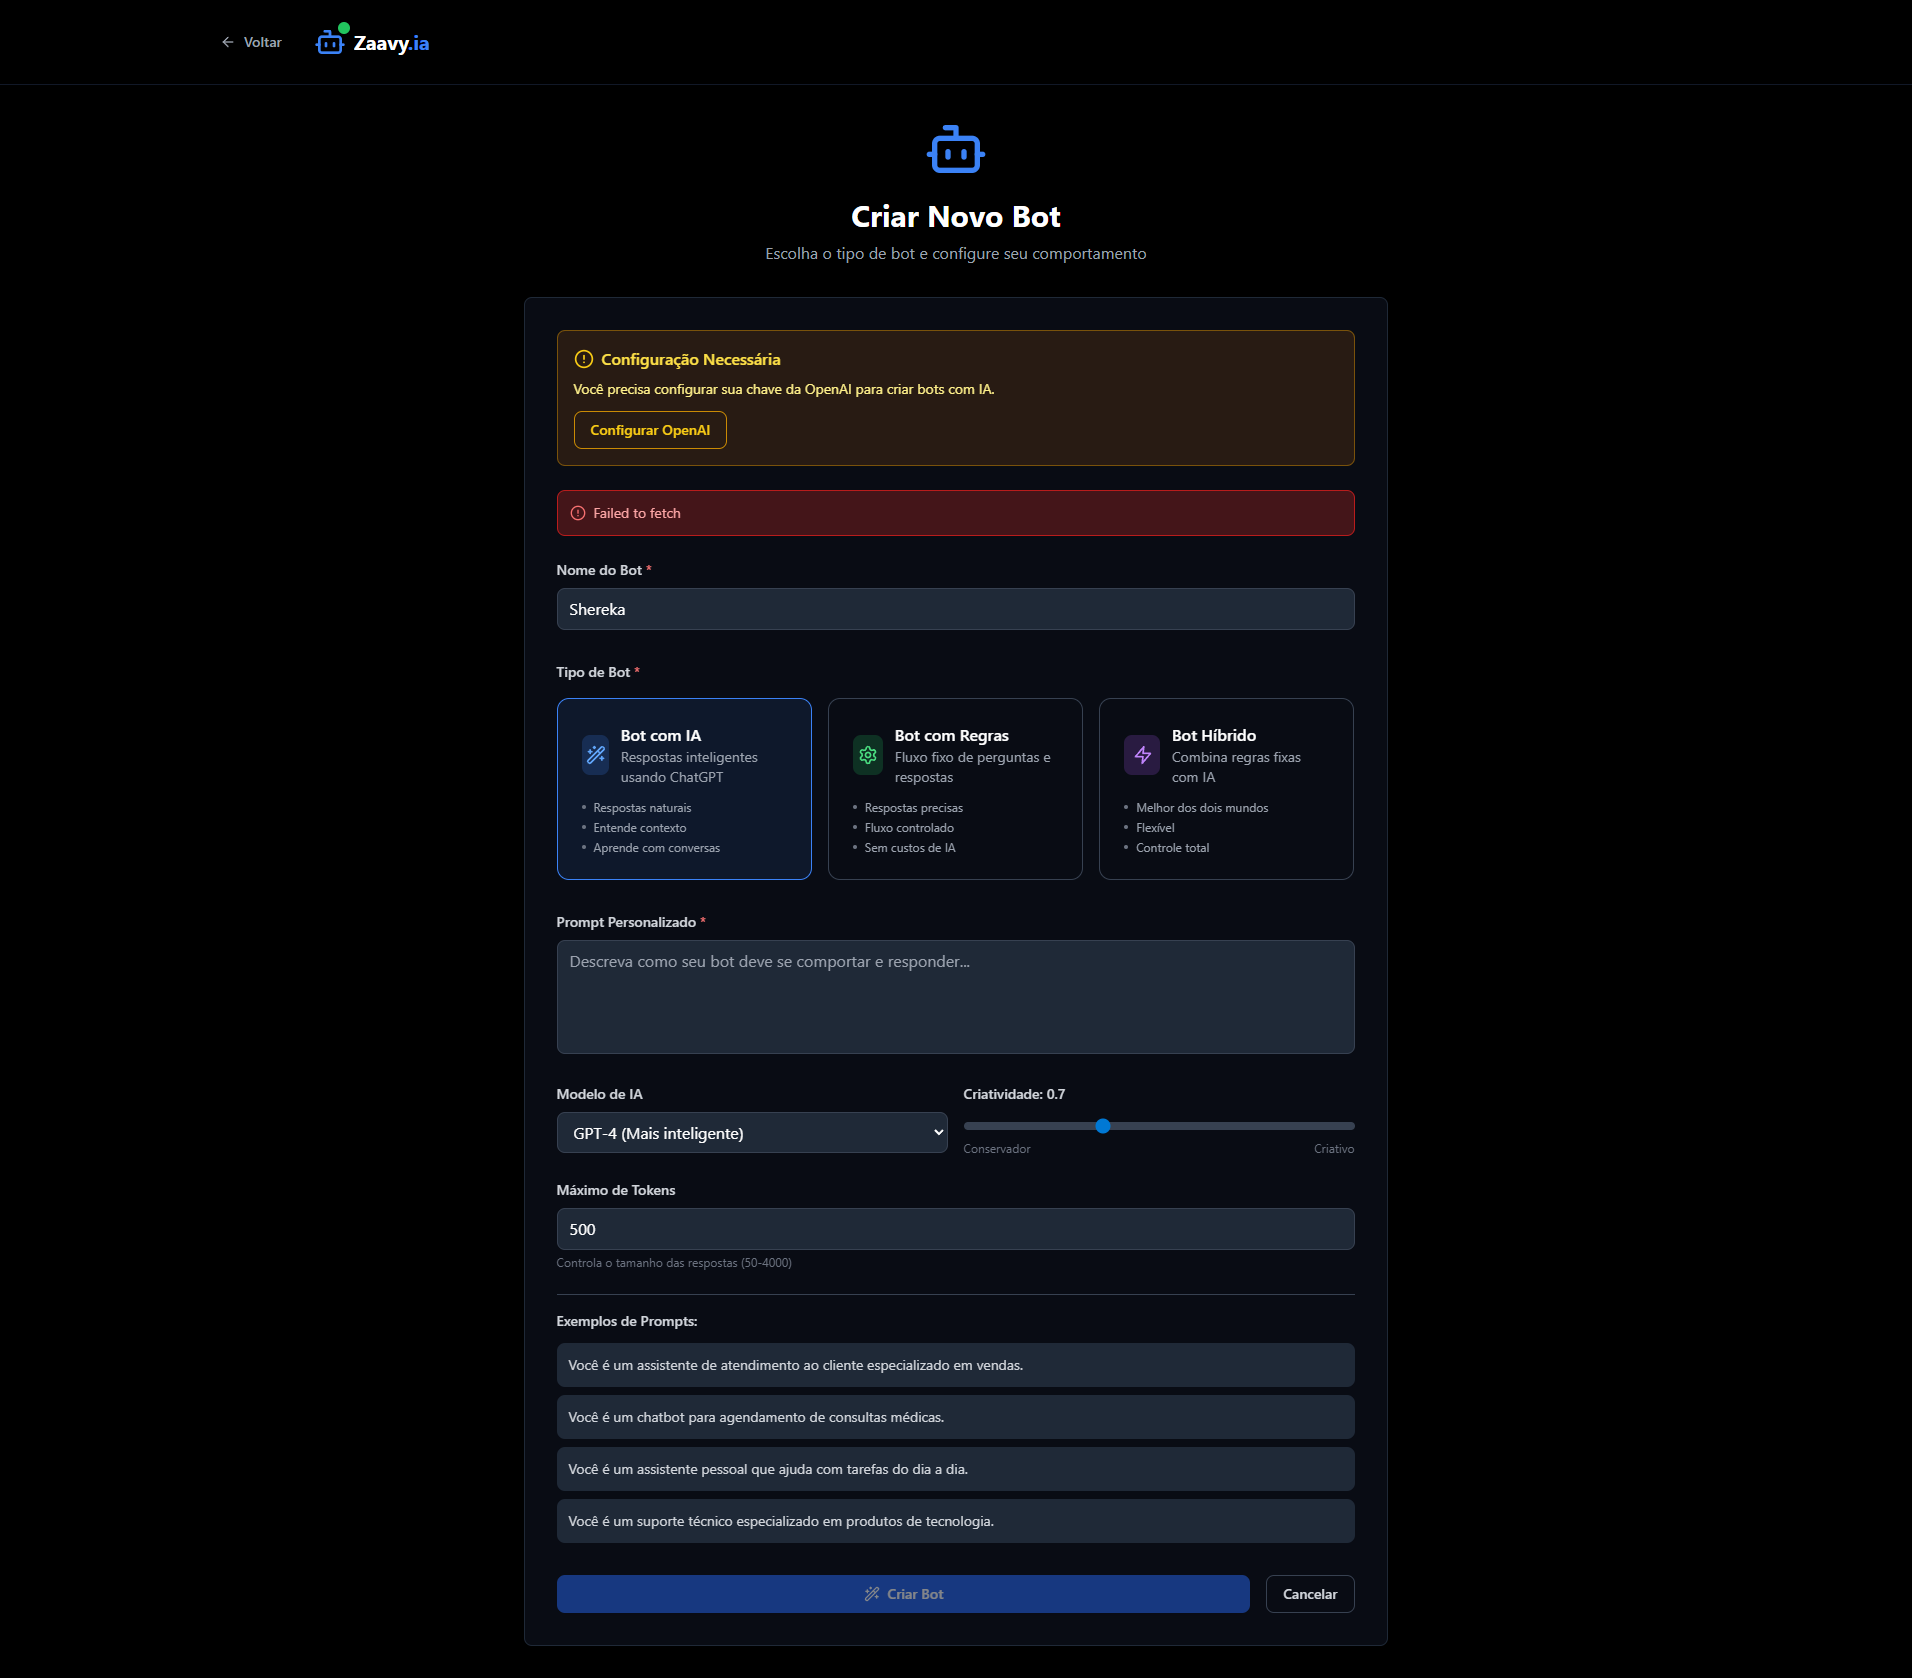 Voltar
Zaavy.ia
Criar Novo Bot
Escolha o tipo de bot e configure seu comportamento
Configuração Necessária
Você precisa configurar sua chave da OpenAI para criar bots com IA.
Configurar OpenAI
Failed to fetch
Nome do Bot *
Shereka
Tipo de Bot *
Bot com IA
Respostas inteligentes
usando ChatGPT
• Respostas naturais
• Entende contexto
• Aprende com conversas
Bot com Regras
Fluxo fixo de perguntas e
respostas
• Respostas precisas
• Fluxo controlado
• Sem custos de IA
Bot Híbrido
Combina regras fixas
com IA
• Melhor dos dois mundos
• Flexível
• Controle total
Prompt Personalizado *
Descreva como seu bot deve se comportar e responder...
Modelo de IA
GPT-4 (Mais inteligente)
Criatividade: 0.7
Conservador
Criativo
Máximo de Tokens
500
Controla o tamanho das respostas (50-4000)
Exemplos de Prompts:
Você é um assistente de atendimento ao cliente especializado em vendas.
Você é um chatbot para agendamento de consultas médicas.
Você é um assistente pessoal que ajuda com tarefas do dia a dia.
Você é um suporte técnico especializado em produtos de tecnologia.
Criar Bot
Cancelar